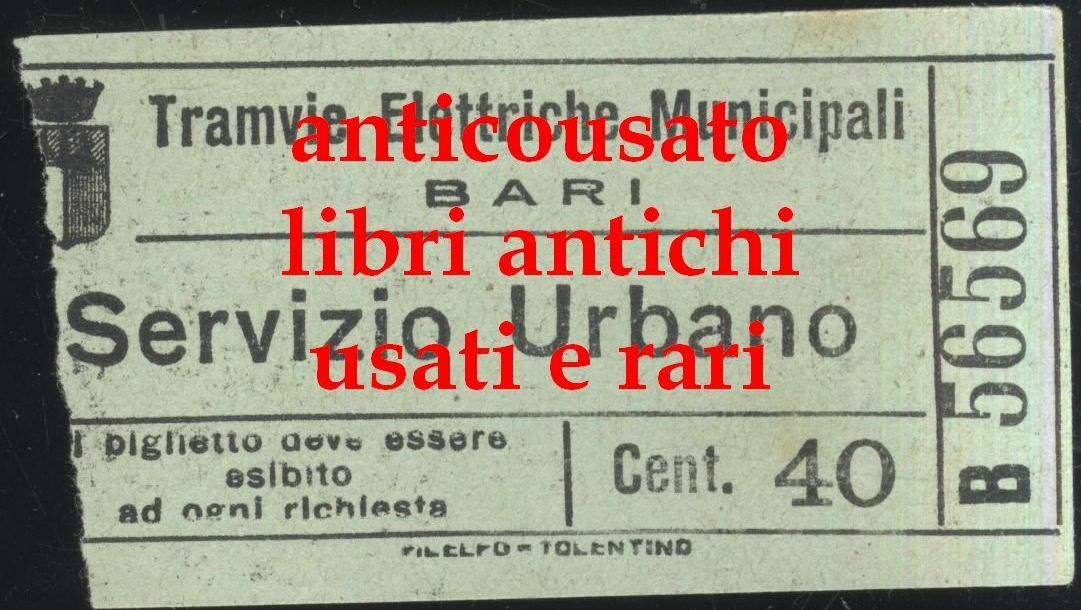 Tramvie Elettriche Municipali
anticousato
BARI
libri antichi
Servizio Urbano
usati e rari
l biglietto deve essere
esibito
ad ogni richiesta
Cent. 40
B 56569
FILELFO - TOLENTINO